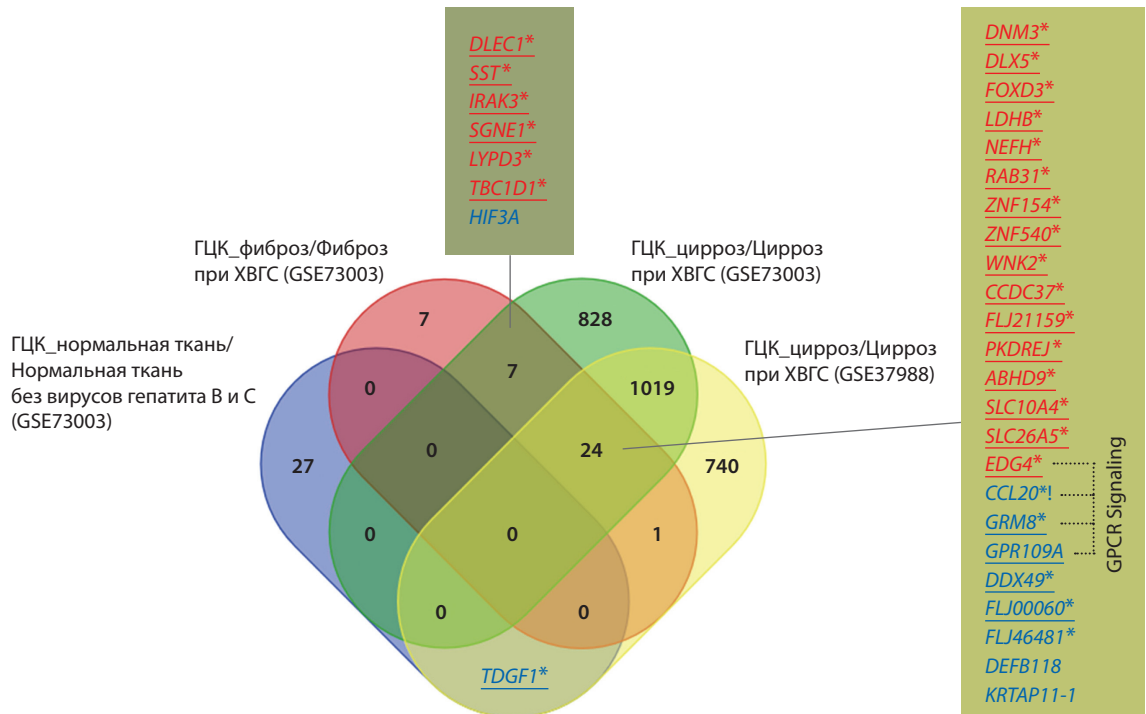 DLEC1*
SST*
IRAK3*
SGNE1*
LYPD3*
TBC1D1*
HIF3A
ГЦК_фиброз/Фиброз
при ХВГС (GSE73003)
ГЦК_цирроз/Цирроз
при ХВГС (GSE73003)
ГЦК_нормальная ткань/
Нормальная ткань
без вирусов гепатита В и С
(GSE73003)
ГЦК_цирроз/Цирроз
при ХВГС (GSE37988)
7
828
0
7
1019
27
0
24
740
0
0
1
0
0
TDGF1*
DNM3*
DLX5*
FOXD3*
LDHB*
NEFH*
RAB31*
ZNF154*
ZNF540*
WNK2*
CCDC37*
FLJ21159*
PKDREJ*
ABHD9*
SLC10A4*
SLC26A5*
EDG4*
CCL20*!
GRM8*
GPR109A
DDX49*
FLJ00060*
FLJ46481*
DEFB118
KRTAP11-1
GPCR Signaling